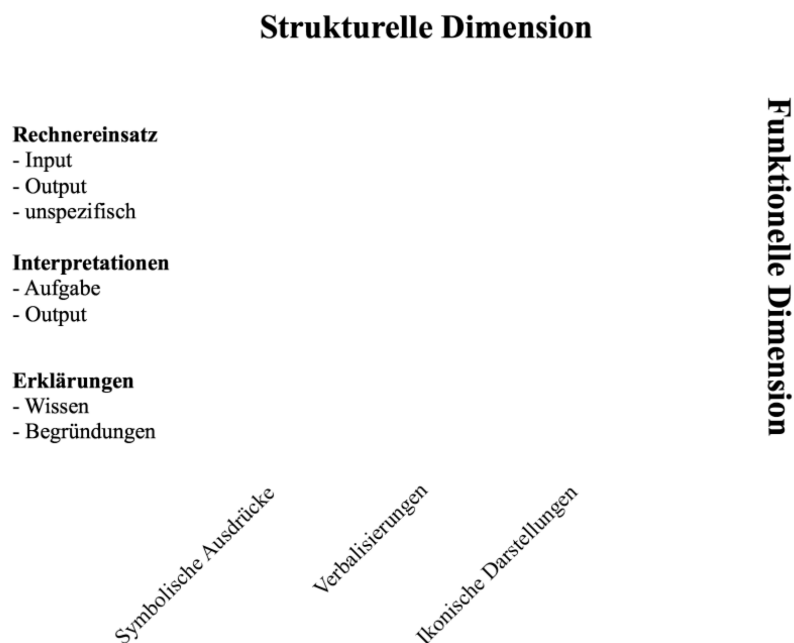 Strukturelle Dimension
Funktionelle Dimension
Rechnereinsatz
- Input
- Output
- unspezifisch
Interpretationen
- Aufgabe
- Output
Erklärungen
- Wissen
- Begründungen
Symbolische Ausdrücke
Verbalisierungen
Ikonische Darstellungen